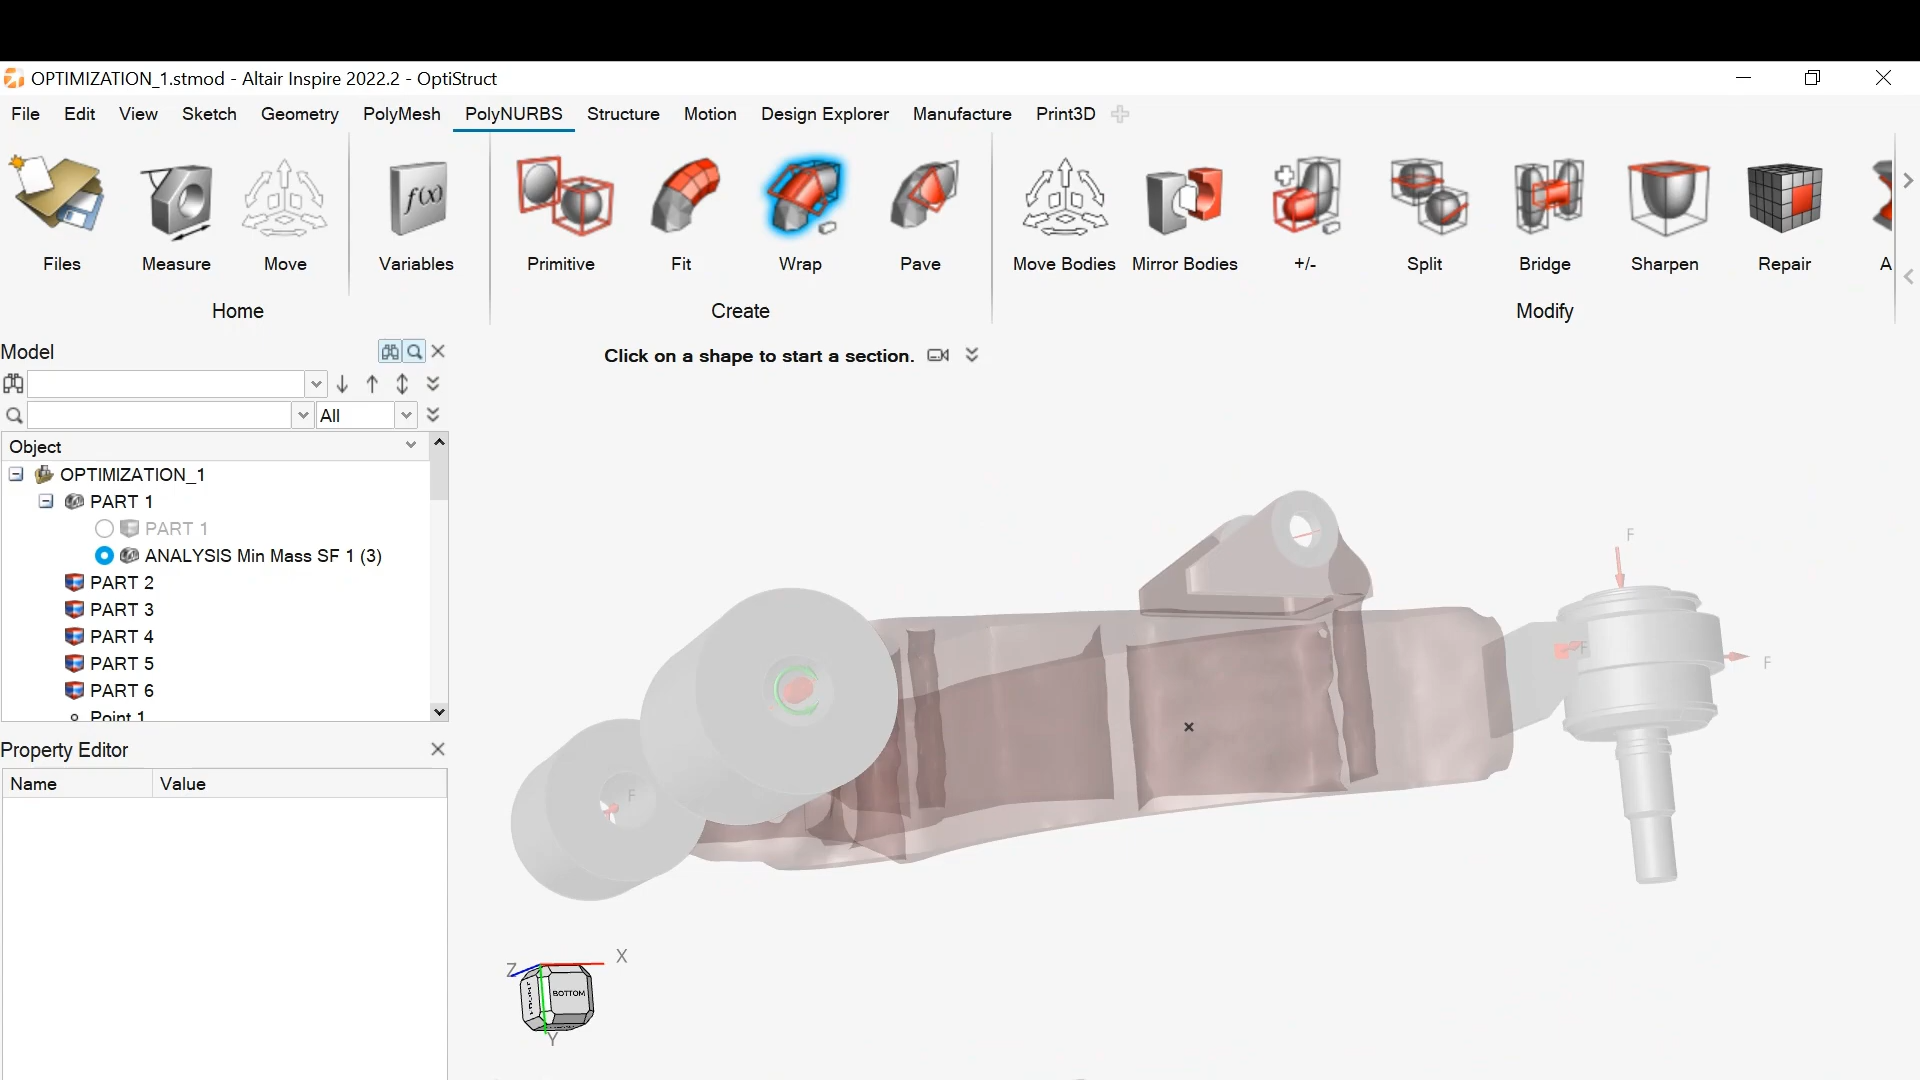 OPTIMIZATION_1.stmod - Altair Inspire 2022.2 - OptiStruct
File Edit View Sketch Geometry PolyMesh PolyNURBS Structure Motion Design Explorer Manufacture Print3D
f(x)
Files Measure Move Variables Primitive Fit Wrap Pave Move Bodies Mirror Bodies +/- Split Bridge Sharpen Repair A
Home Create Modify
Model
Click on a shape to start a section.
All
Object
OPTIMIZATION_1
PART 1
PART 1
ANALYSIS Min Mass SF 1 (3)
PART 2
PART 3
PART 4
PART 5
PART 6
Point 1
Property Editor
Name Value
F
F
F
F
X
Z
BOTTOM
Y